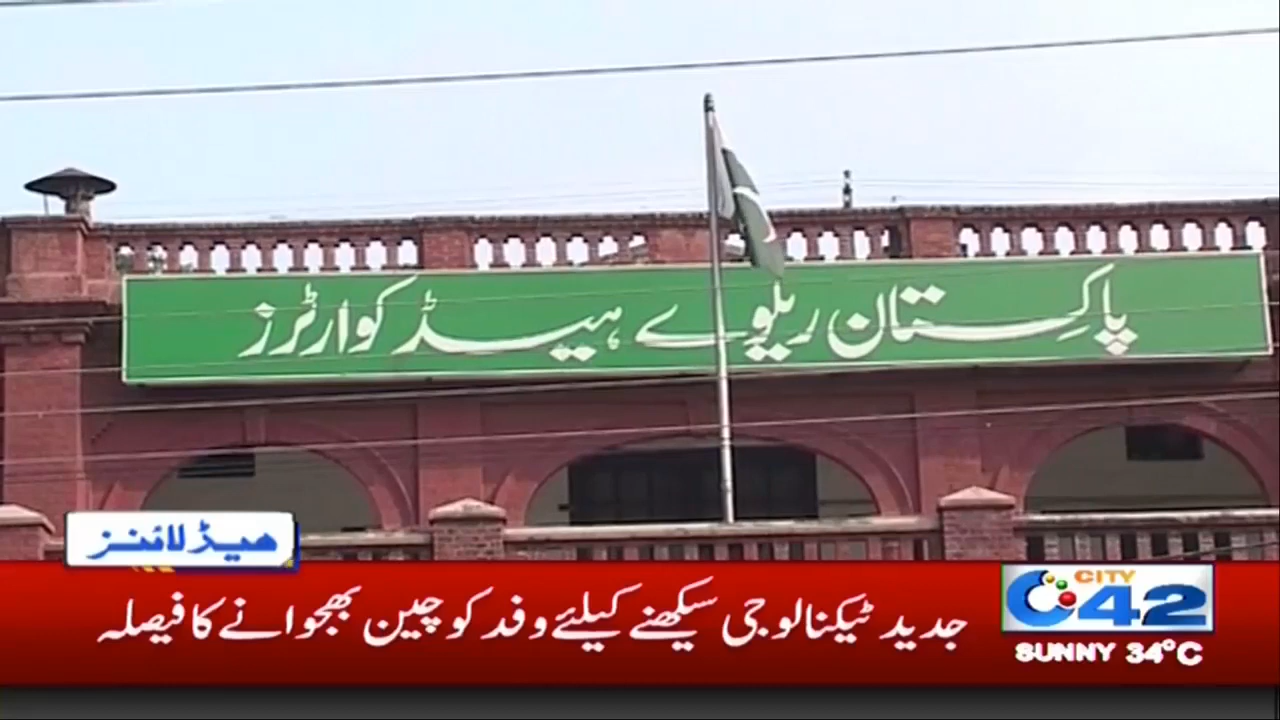 پاکستان ریلوے ہیڈ کوارٹرز
ہیڈ لائنز
جدید ٹیکنالوجی سیکھنے کیلئے وفد کو چین بھجوانے کا فیصلہ
CITY
42
SUNNY 34°C